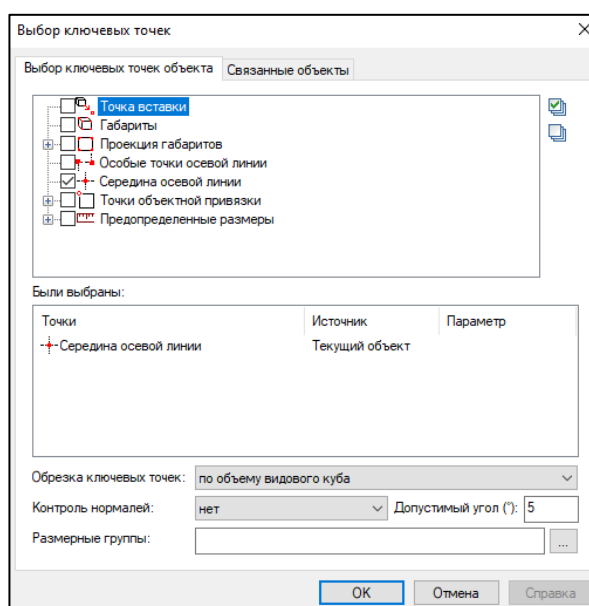 Выбор ключевых точек
Выбор ключевых точек объекта Связанные объекты
Точка вставки
Габариты
Проекция габаритов
Особые точки осевой линии
Середина осевой линии
Точки объектной привязки
Предопределенные размеры
Были выбраны:
Точки Источник Параметр
Середина осевой линии Текущий объект
Обрезка ключевых точек: по объему видового куба
Контроль нормалей: нет Допустимый угол (°): 5
Размерные группы: ...
OK Отмена Справка